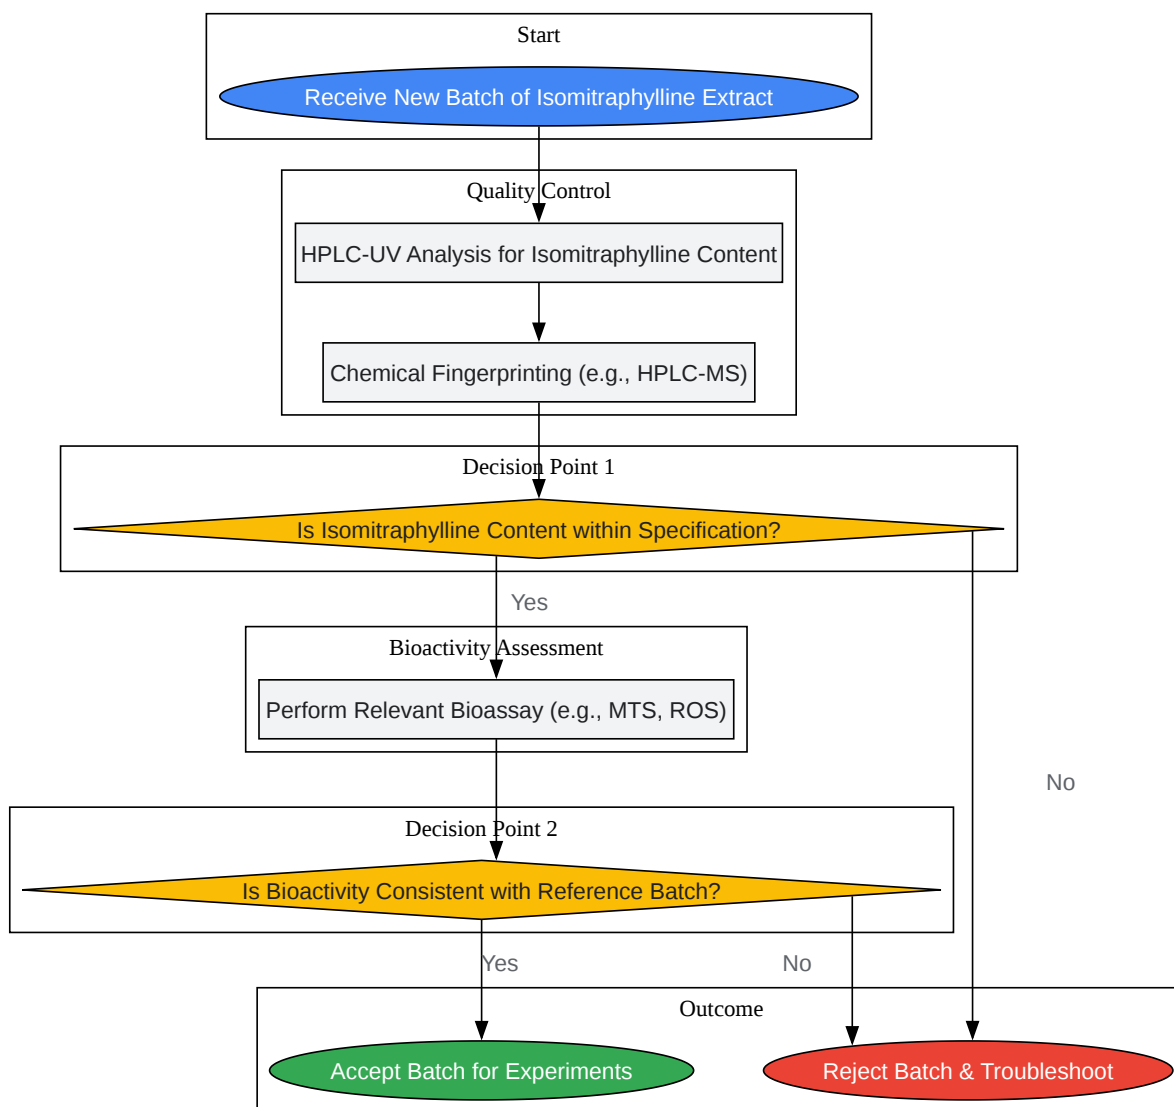 Start
Receive New Batch of Isomitraphylline Extract
Quality Control
HPLC-UV Analysis for Isomitraphylline Content
Chemical Fingerprinting (e.g., HPLC-MS)
Decision Point 1
Is Isomitraphylline Content within Specification?
Yes
Bioactivity Assessment
Perform Relevant Bioassay (e.g., MTS, ROS)
No
Decision Point 2
Is Bioactivity Consistent with Reference Batch?
Yes
No
Outcome
Accept Batch for Experiments
Reject Batch & Troubleshoot